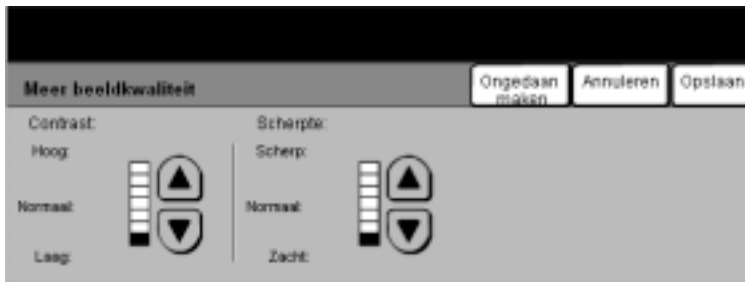 Meer beeldkwaliteit
Ongedaan
maken
Annuleren
Opslaan
Contrast:
Hoog:
Normaal:
Laag:
Scherpte:
Scherp:
Normaal:
Zacht: